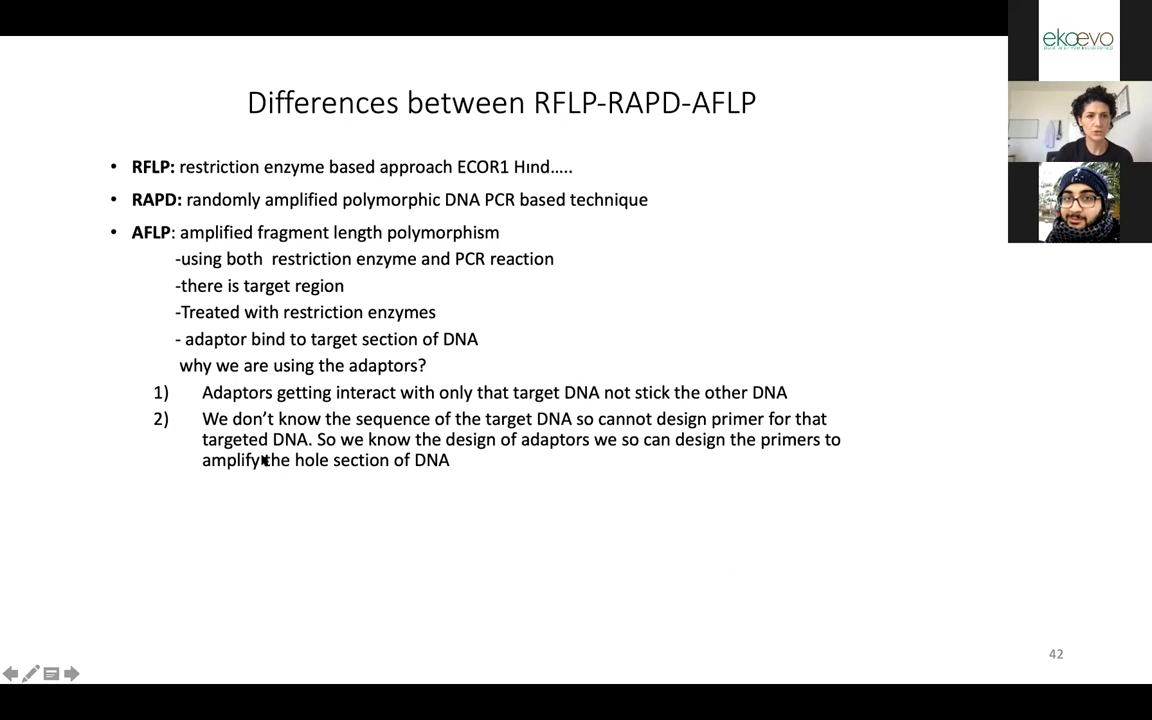 ekoevo
Differences between RFLP-RAPD-AFLP
• RFLP: restriction enzyme based approach ECOR1 Hınd.....
• RAPD: randomly amplified polymorphic DNA PCR based technique
• AFLP: amplified fragment length polymorphism
-using both restriction enzyme and PCR reaction
-there is target region
-Treated with restriction enzymes
- adaptor bind to target section of DNA
why we are using the adaptors?
1) Adaptors getting interact with only that target DNA not stick the other DNA
2) We don’t know the sequence of the target DNA so cannot design primer for that
targeted DNA. So we know the design of adaptors we so can design the primers to
amplify the hole section of DNA
42